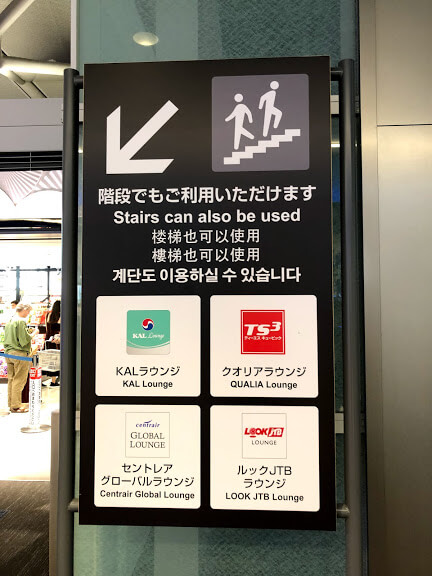 階段でもご利用いただけます
Stairs can also be used
楼梯也可以使用
樓梯也可以使用
계단도 이용하실 수 있습니다
KAL Lounge
KALラウンジ
KAL Lounge
TS3
ティーエス キュービック
クオリアラウンジ
QUALIA Lounge
centrair
GLOBAL
LOUNGE
セントレア
グローバルラウンジ
Centrair Global Lounge
LOOK JTB
LOUNGE
ルックJTB
ラウンジ
LOOK JTB Lounge